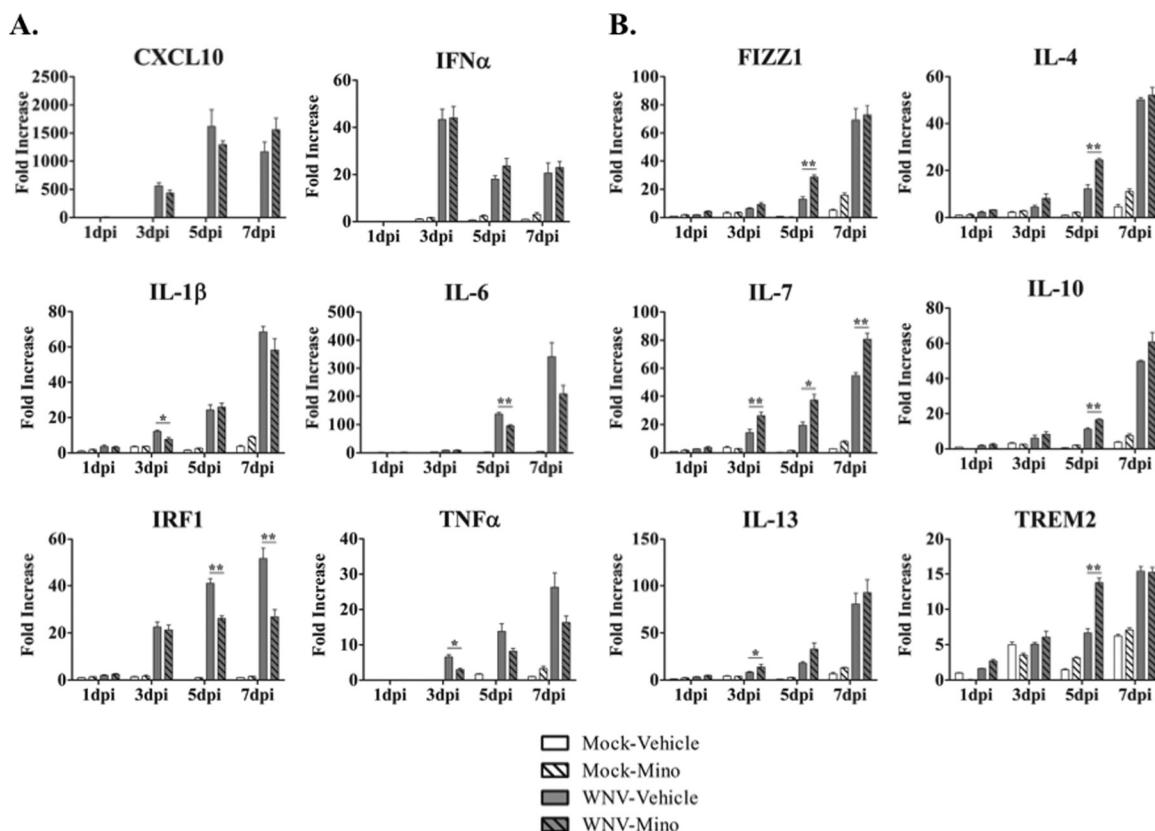 A.
CXCL10
Fold Increase
2500
2000
1500
1000
500
0
1dpi 3dpi 5dpi 7dpi
IFNα
Fold Increase
60
40
20
0
1dpi 3dpi 5dpi 7dpi
IL-1β
Fold Increase
80
60
40
20
0
*
1dpi 3dpi 5dpi 7dpi
IL-6
Fold Increase
500
400
300
200
100
0
**
1dpi 3dpi 5dpi 7dpi
IRF1
Fold Increase
60
40
20
0
** **
1dpi 3dpi 5dpi 7dpi
TNFα
Fold Increase
40
30
20
10
0
*
1dpi 3dpi 5dpi 7dpi
B.
FIZZ1
Fold Increase
100
80
60
40
20
0
**
1dpi 3dpi 5dpi 7dpi
IL-4
Fold Increase
60
40
20
0
**
1dpi 3dpi 5dpi 7dpi
IL-7
Fold Increase
100
80
60
40
20
0
** * **
1dpi 3dpi 5dpi 7dpi
IL-10
Fold Increase
80
60
40
20
0
**
1dpi 3dpi 5dpi 7dpi
IL-13
Fold Increase
150
100
50
0
*
1dpi 3dpi 5dpi 7dpi
TREM2
Fold Increase
20
15
10
5
0
**
1dpi 3dpi 5dpi 7dpi
Mock-Vehicle
Mock-Mino
WNV-Vehicle
WNV-Mino